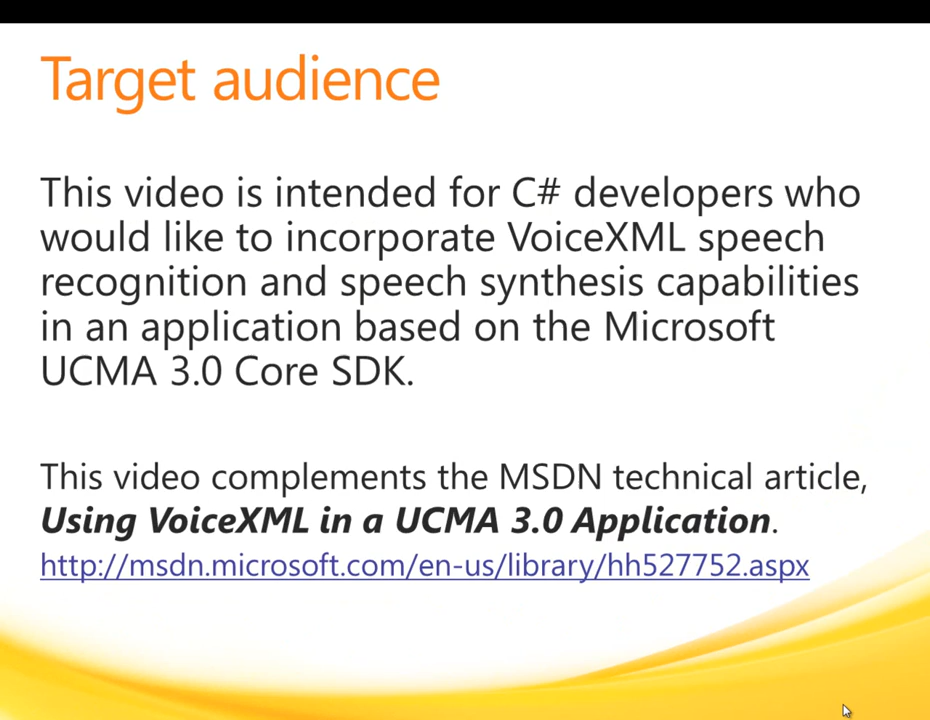 Target audience
This video is intended for C# developers who
would like to incorporate VoiceXML speech
recognition and speech synthesis capabilities
in an application based on the Microsoft
UCMA 3.0 Core SDK.
This video complements the MSDN technical article,
Using VoiceXML in a UCMA 3.0 Application.
http://msdn.microsoft.com/en-us/library/hh527752.aspx